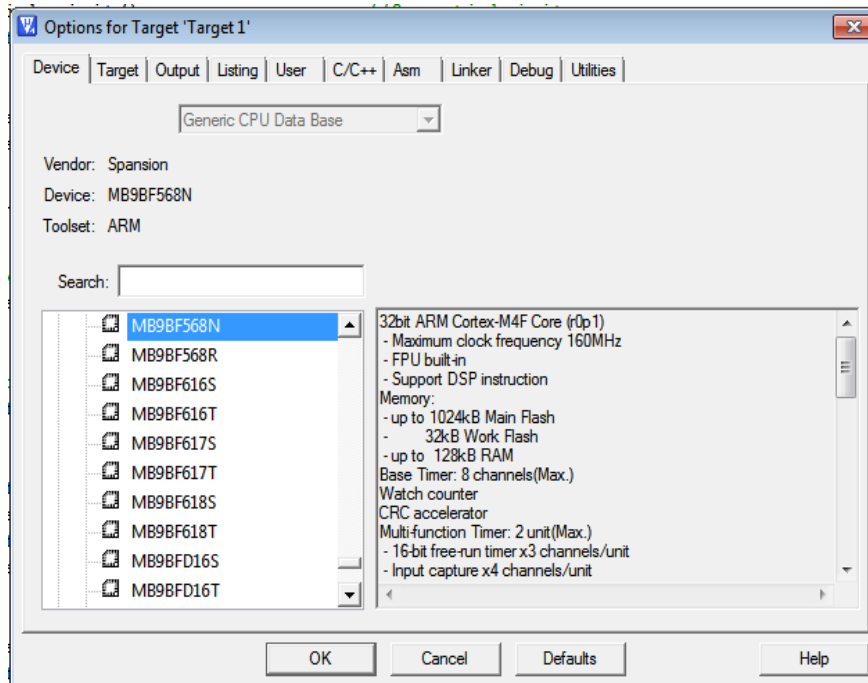 Options for Target 'Target 1'
Device Target Output Listing User C/C++ Asm Linker Debug Utilities
Generic CPU Data Base
Vendor: Spansion
Device: MB9BF568N
Toolset: ARM
Search:
MB9BF568N
MB9BF568R
MB9BF616S
MB9BF616T
MB9BF617S
MB9BF617T
MB9BF618S
MB9BF618T
MB9BFD16S
MB9BFD16T
32bit ARM Cortex-M4F Core (r0p1)
- Maximum clock frequency 160MHz
- FPU built-in
- Support DSP instruction
Memory:
- up to 1024kB Main Flash
- 32kB Work Flash
- up to 128kB RAM
Base Timer: 8 channels(Max.)
Watch counter
CRC accelerator
Multi-function Timer: 2 unit(Max.)
- 16-bit free-run timer x3 channels/unit
- Input capture x4 channels/unit
OK Cancel Defaults Help